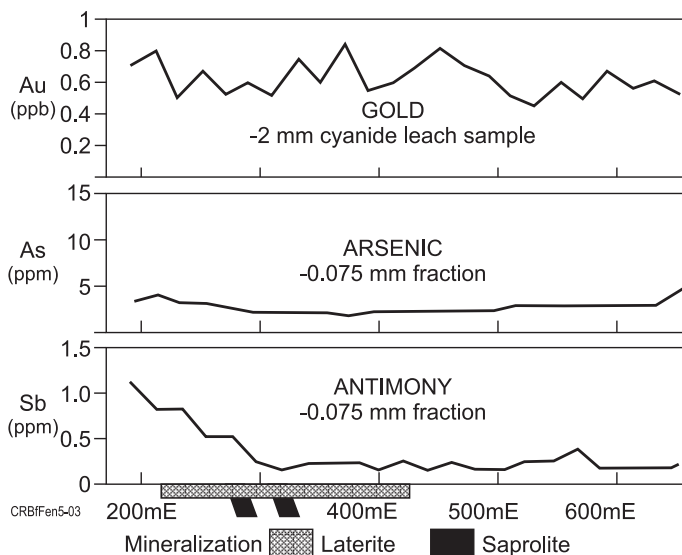 1
0.8
Au
(ppb)
0.6
0.4
0.2
GOLD
-2 mm cyanide leach sample
15
As
(ppm)
10
5
ARSENIC
-0.075 mm fraction
1.5
Sb
(ppm)
1.0
0.5
0
ANTIMONY
-0.075 mm fraction
CRBfFen5-03
200mE 400mE 500mE 600mE
Mineralization Laterite Saprolite